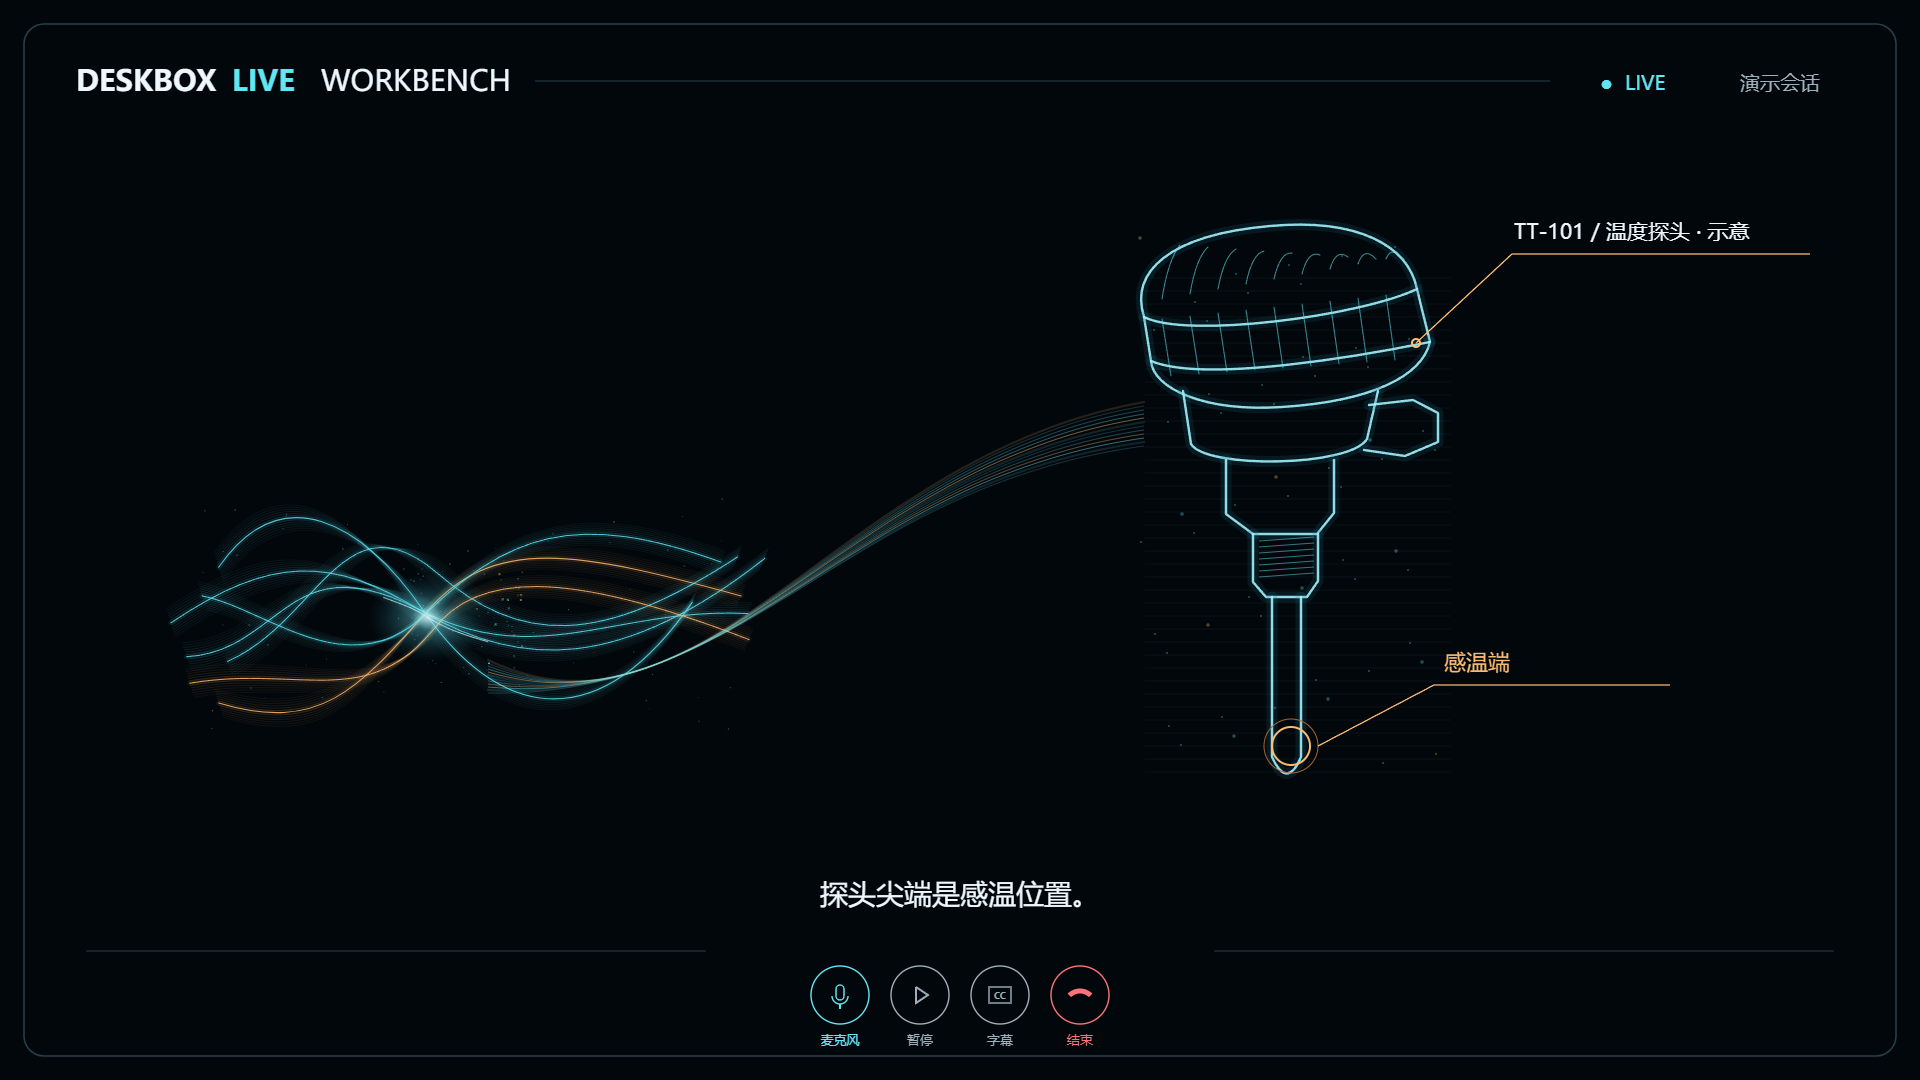 DESKBOX LIVE WORKBENCH
LIVE
演示会话
TT-101 / 温度探头 · 示意
感温端
探头尖端是感温位置。
CC
麦克风
暂停
字幕
结束